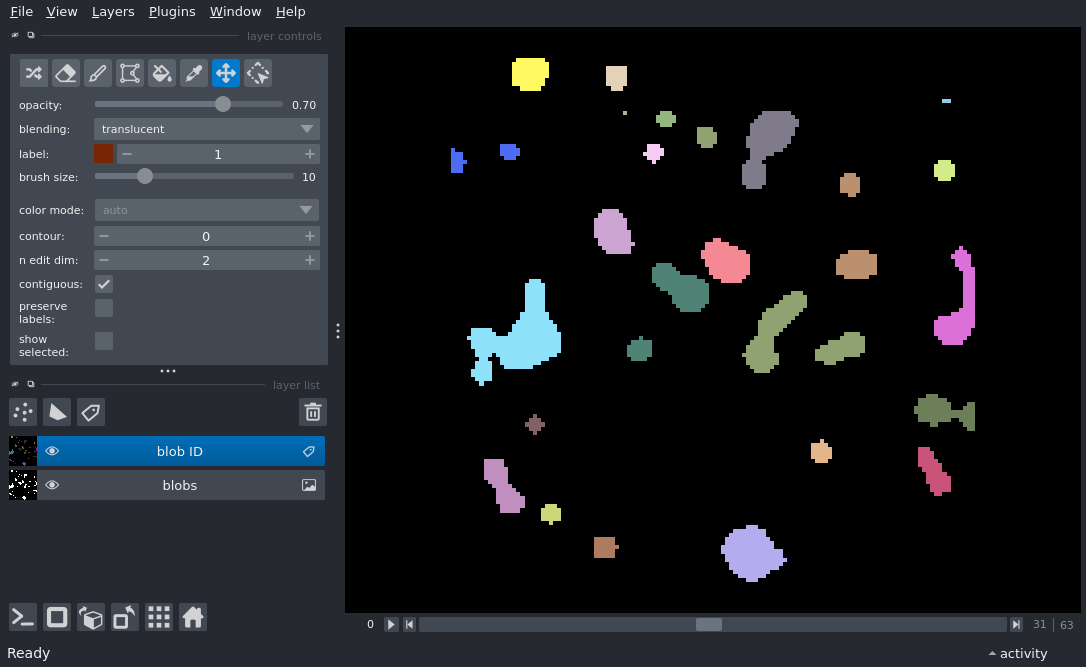 File View Layers Plugins Window Help
layer controls
opacity: 0.70
blending: translucent
label: 1
brush size: 10
color mode: auto
contour: 0
n edit dim: 2
contiguous:
preserve
labels:
show
selected:
layer list
blob ID
blobs
0 31 | 63
Ready activity